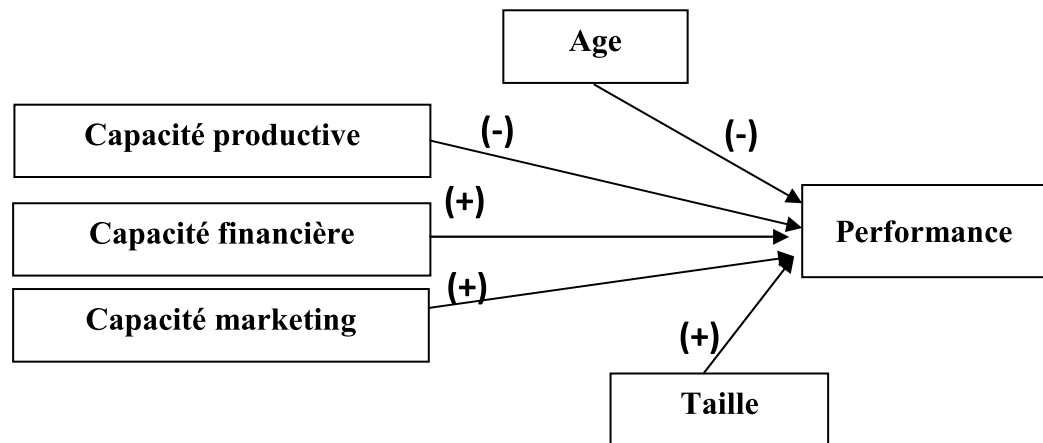 Age
Capacité productive
(-)
(-)
(+)
Capacité financière
Performance
(+)
Capacité marketing
(+)
Taille